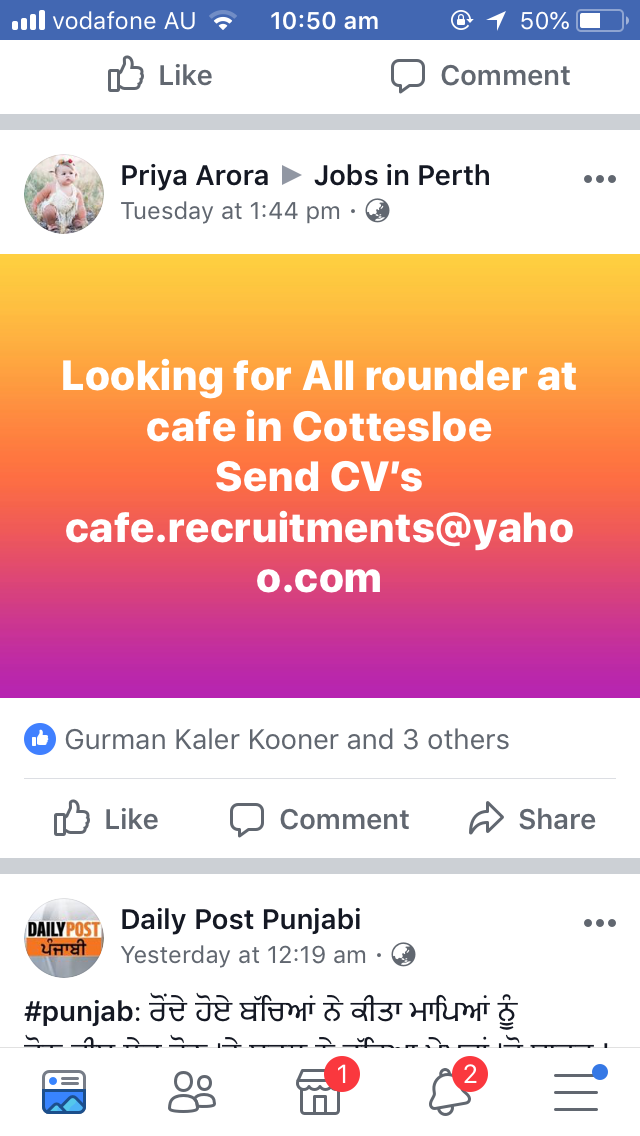 vodafone AU 10:50 am 50%
Like Comment
Priya Arora ▶ Jobs in Perth
Tuesday at 1:44 pm ·
Looking for All rounder at
cafe in Cottesloe
Send CV's
cafe.recruitments@yaho
o.com
Gurman Kaler Kooner and 3 others
Like Comment Share
DAILY POST
ਪੰਜਾਬੀ
Daily Post Punjabi
Yesterday at 12:19 am ·
#punjab: ਰੋਂਦੇ ਹੋਏ ਬੱਚਿਆਂ ਨੇ ਕੀਤਾ ਮਾਪਿਆਂ ਨੂੰ
1 2